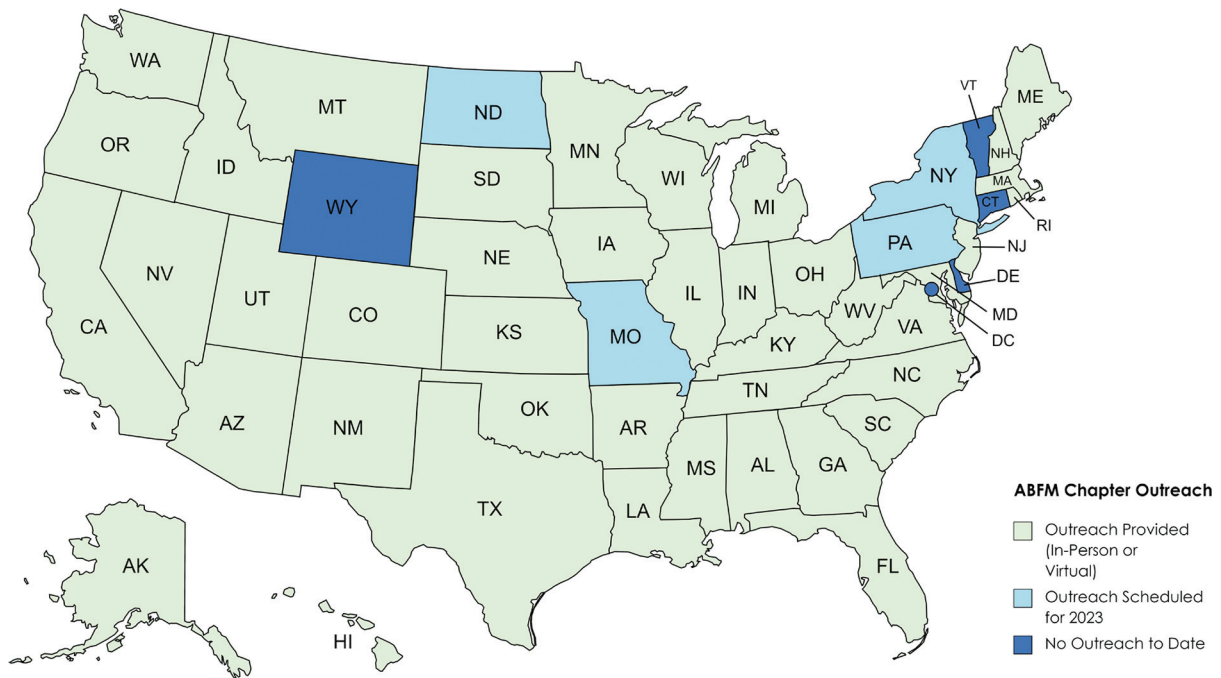 WA
MT
ND
MN
VT
ME
OR
ID
WY
SD
WI
MI
NY
NH
MA
CT
RI
NV
UT
CO
NE
IA
IL
IN
OH
PA
NJ
DE
MD
DC
CA
KS
MO
KY
WV
VA
AZ
NM
OK
AR
TN
NC
SC
TX
LA
MS
AL
GA
FL
AK
HI
ABFM Chapter Outreach
Outreach Provided
(In-Person or
Virtual)
Outreach Scheduled
for 2023
No Outreach to Date